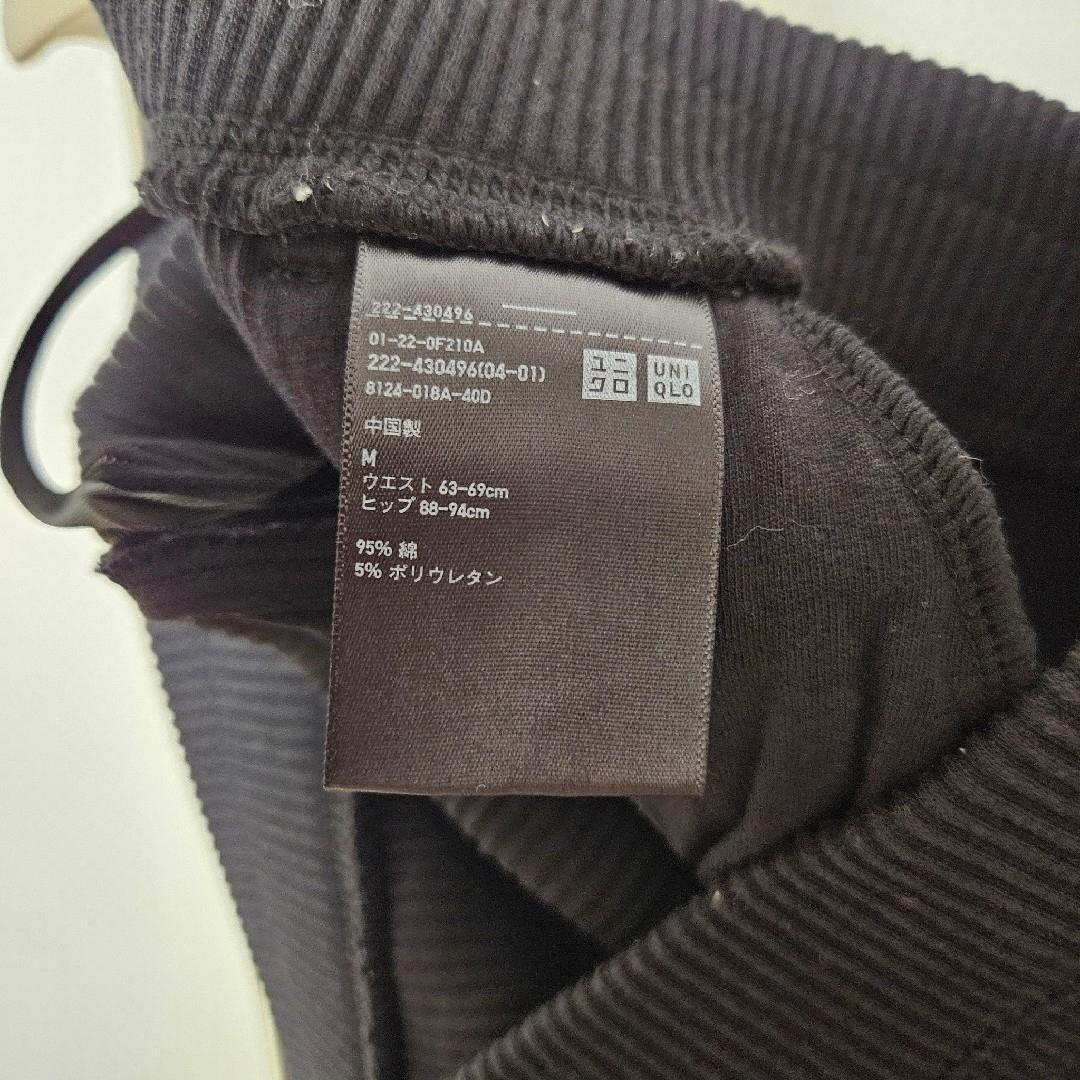 222-430496
01-22-0F210A
222-430496(04-01)
8124-018A-40D
ユニクロ
UNIQLO
中国製
M
ウエスト 63-69cm
ヒップ 88-94cm
95% 綿
5% ポリウレタン